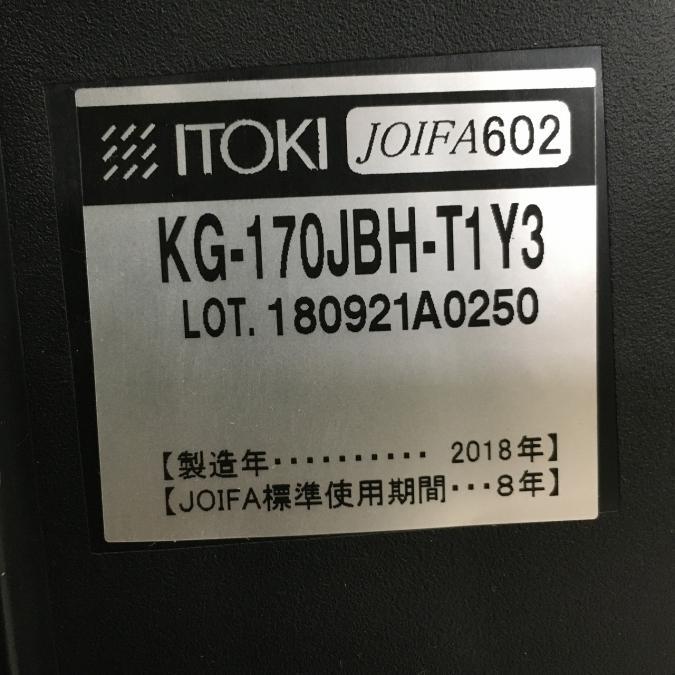 ITOKI JOIFA602
KG-170JBH-T1Y3
LOT. 180921A0250
【製造年・・・・・・・・・・ 2018年】
【JOIFA標準使用期間・・・8年】